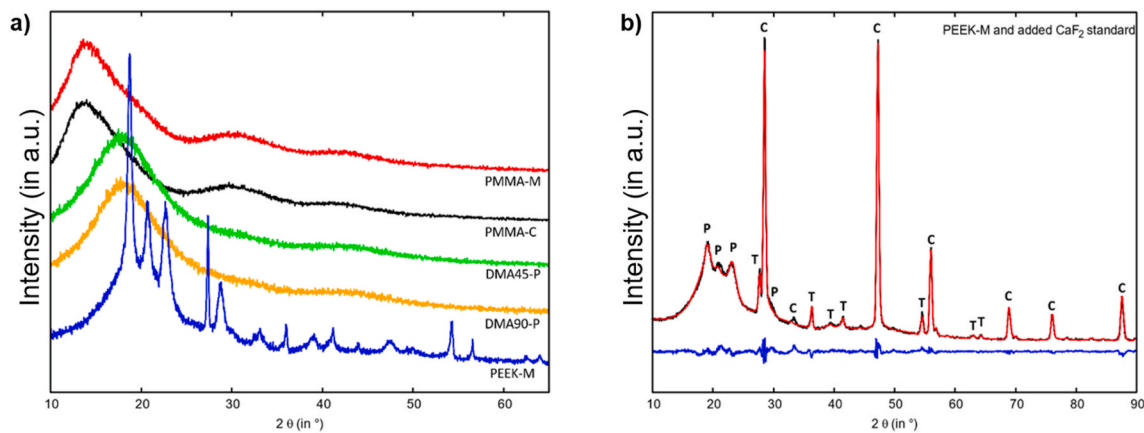 a)
Intensity (in a.u.)
PMMA-M
PMMA-C
DMA45-P
DMA90-P
PEEK-M
10 20 30 40 50 60
2 θ (in °)
b)
PEEK-M and added CaF2 standard
Intensity (in a.u.)
C C
P P P T P C T T T T C T T C C C
10 20 30 40 50 60 70 80 90
2 θ (in °)